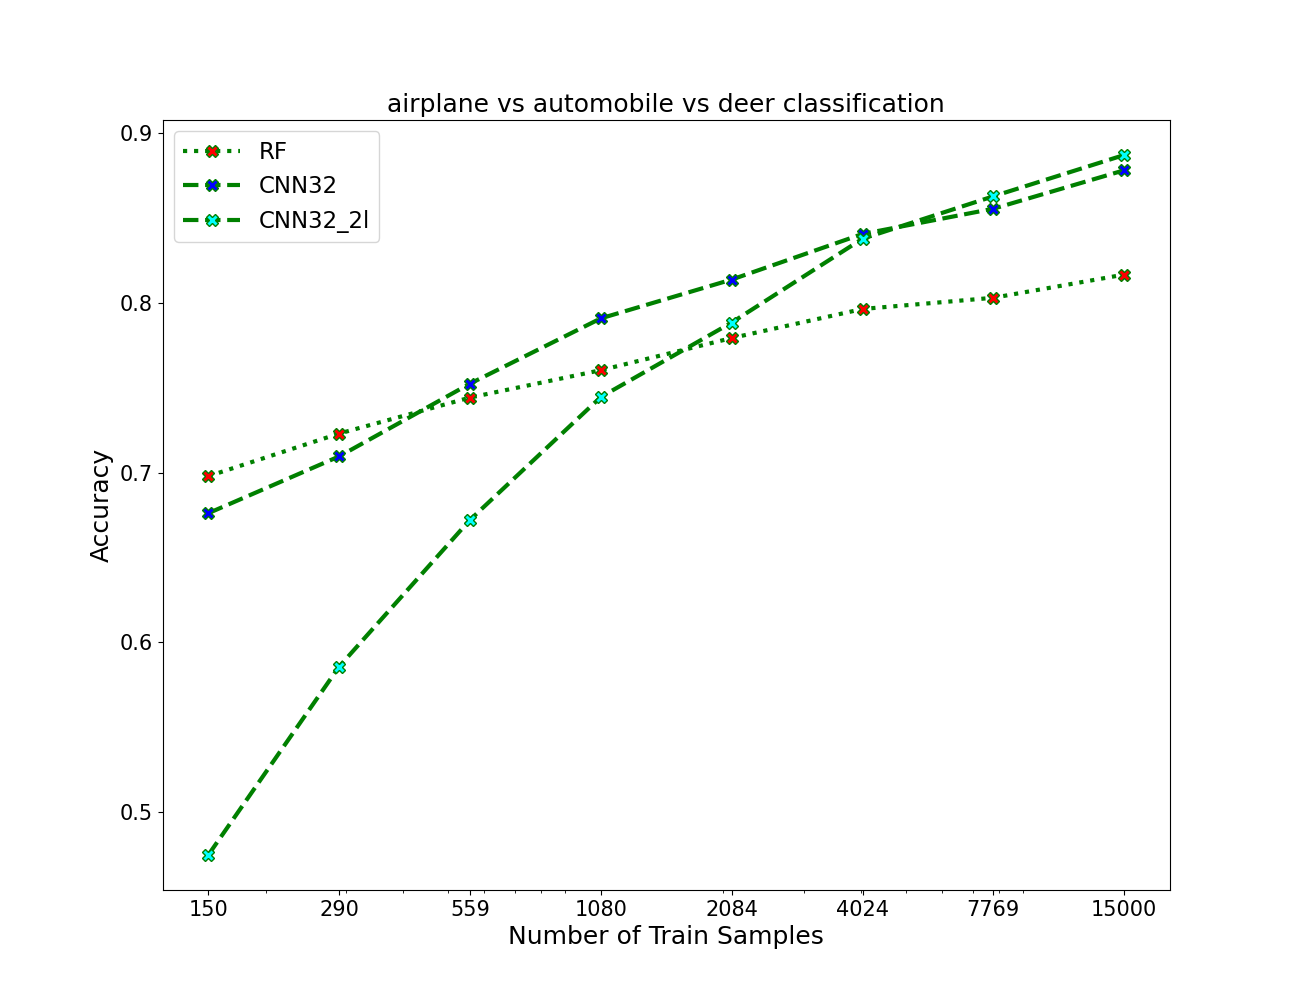 airplane vs automobile vs deer classification
RF
CNN32
CNN32_2l
0.9
0.8
0.7
0.6
0.5
Accuracy
150 290 559 1080 2084 4024 7769 15000
Number of Train Samples